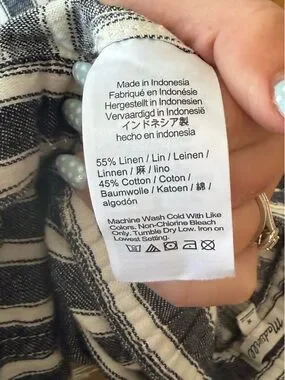 Made in Indonesia
Fabriqué en Indonésie
Hergestellt in Indonesien
Vervaardigd in Indonesië
インドネシア製
hecho en indonesia
55% Linen / Lin / Leinen /
Linnen / 麻 / lino
45% Cotton / Coton /
Baumwolle / Katoen / 綿 /
algodón
Machine Wash Cold With Like
Colors. Non-Chlorine Bleach
Only. Tumble Dry Low. Iron on
Lowest Setting.
Madewell